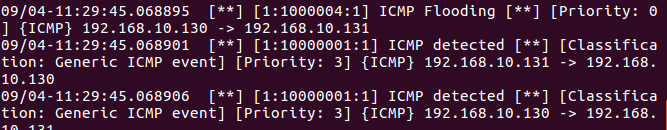 09/04-11:29:45.068895  [**] [1:1000004:1] ICMP Flooding [**] [Priority: 0
] {ICMP} 192.168.10.130 -> 192.168.10.131
09/04-11:29:45.068901  [**] [1:10000001:1] ICMP detected [**] [Classifica
tion: Generic ICMP event] [Priority: 3] {ICMP} 192.168.10.131 -> 192.168.
10.130
09/04-11:29:45.068906  [**] [1:10000001:1] ICMP detected [**] [Classifica
tion: Generic ICMP event] [Priority: 3] {ICMP} 192.168.10.130 -> 192.168.
10.131